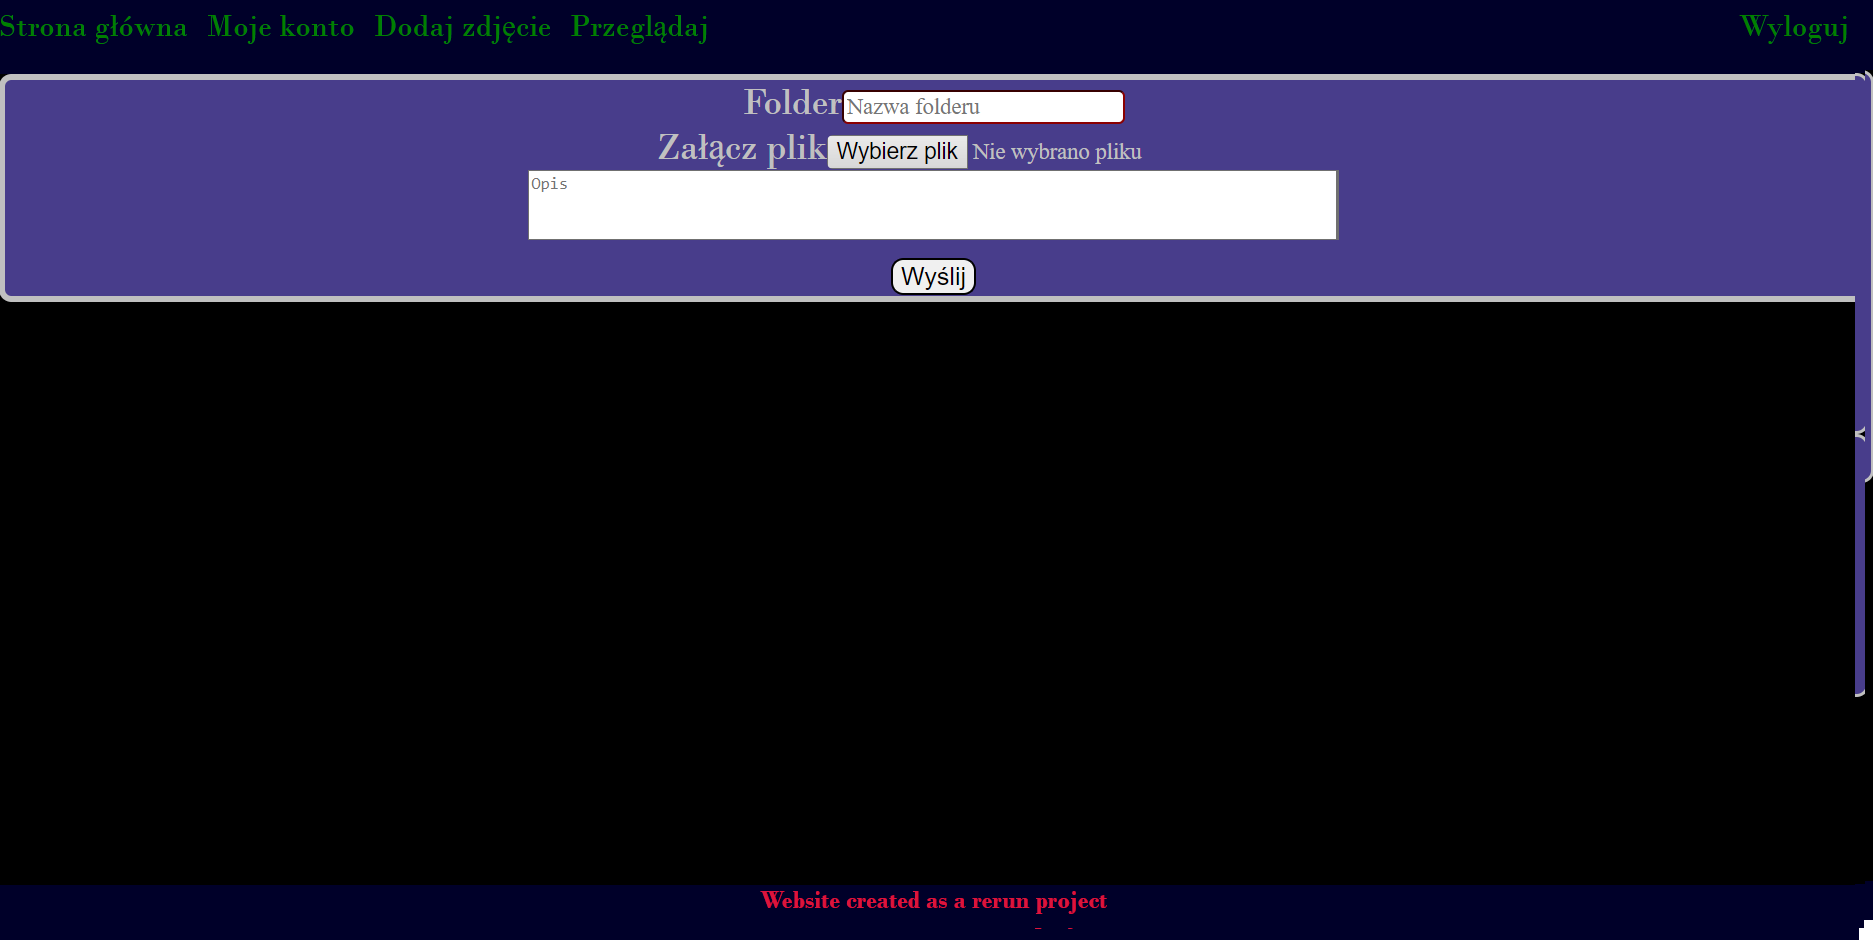 Strona główna Moje konto Dodaj zdjęcie Przeglądaj Wyloguj
Folder Nazwa folderu
Załącz plik Wybierz plik Nie wybrano pliku
Opis
Wyślij
Website created as a rerun project